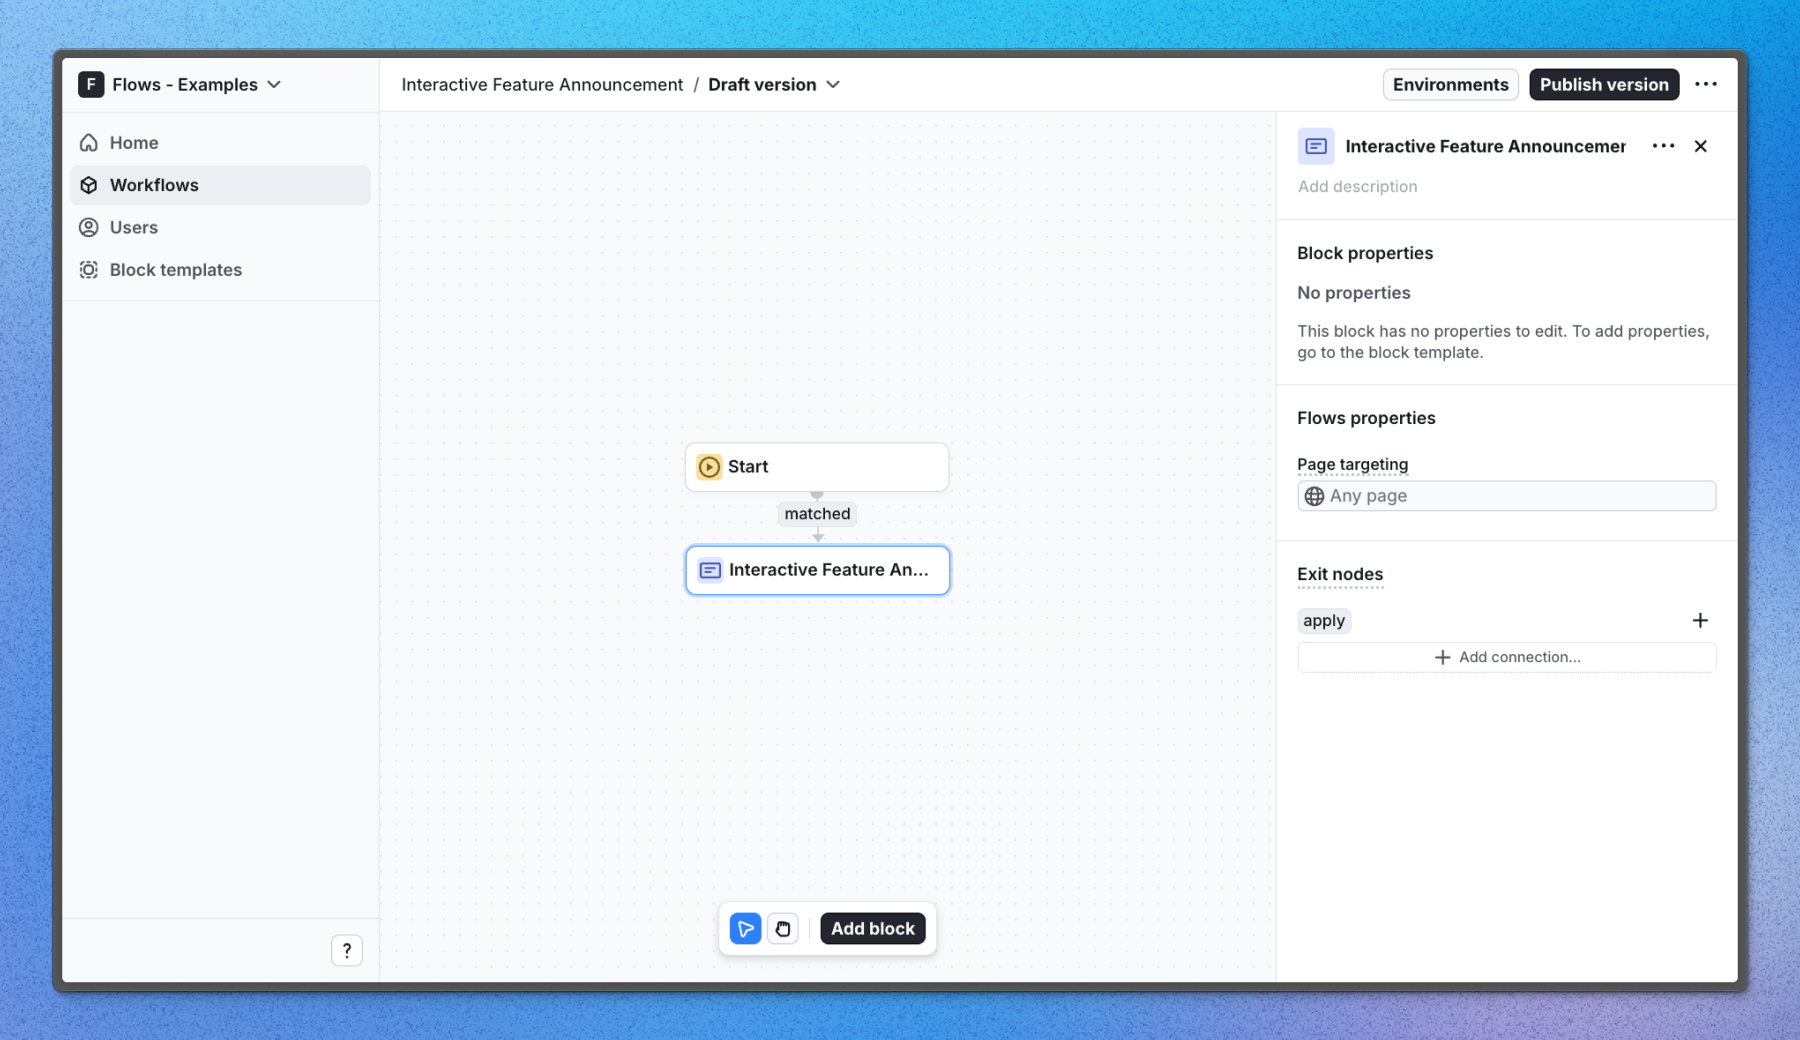 F Flows - Examples
Interactive Feature Announcement / Draft version
Environments
Publish version
Home
Workflows
Users
Block templates
?
Start
matched
Interactive Feature An...
Add block
Interactive Feature Announcemer
Add description
Block properties
No properties
This block has no properties to edit. To add properties,
go to the block template.
Flows properties
Page targeting
Any page
Exit nodes
apply
Add connection...